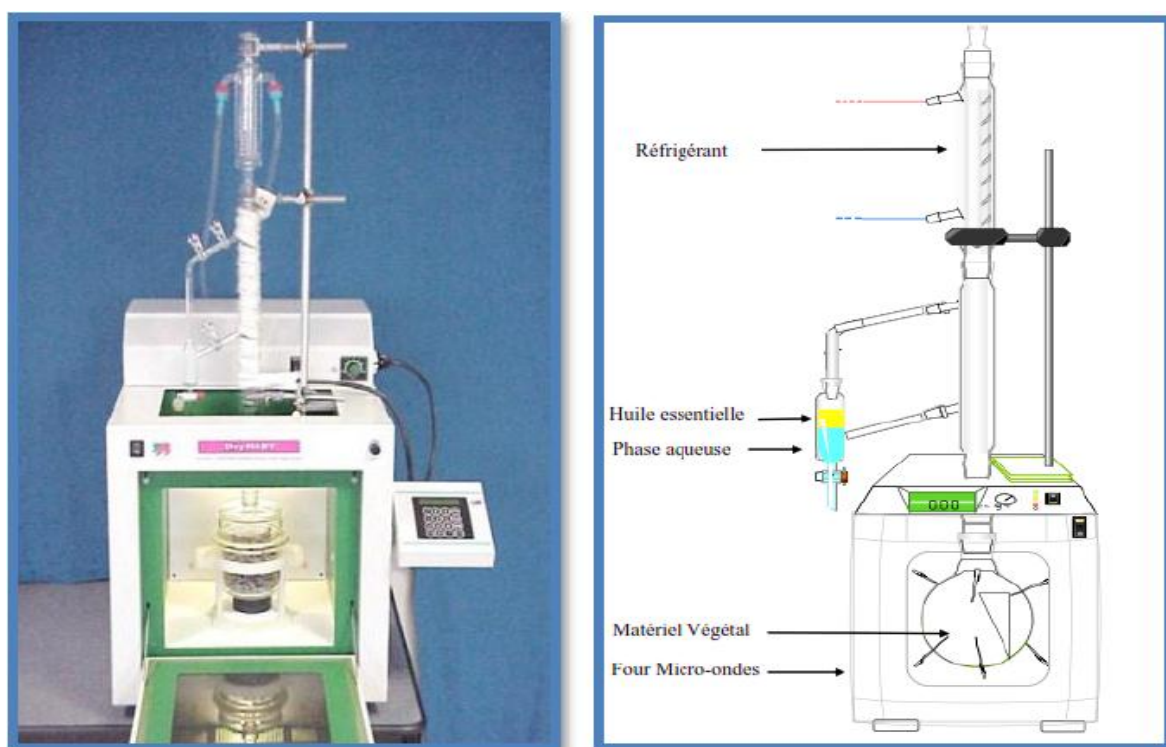 Réfrigérant
Huile essentielle
Phase aqueuse
000
Matériel Végétal
Four Micro-ondes